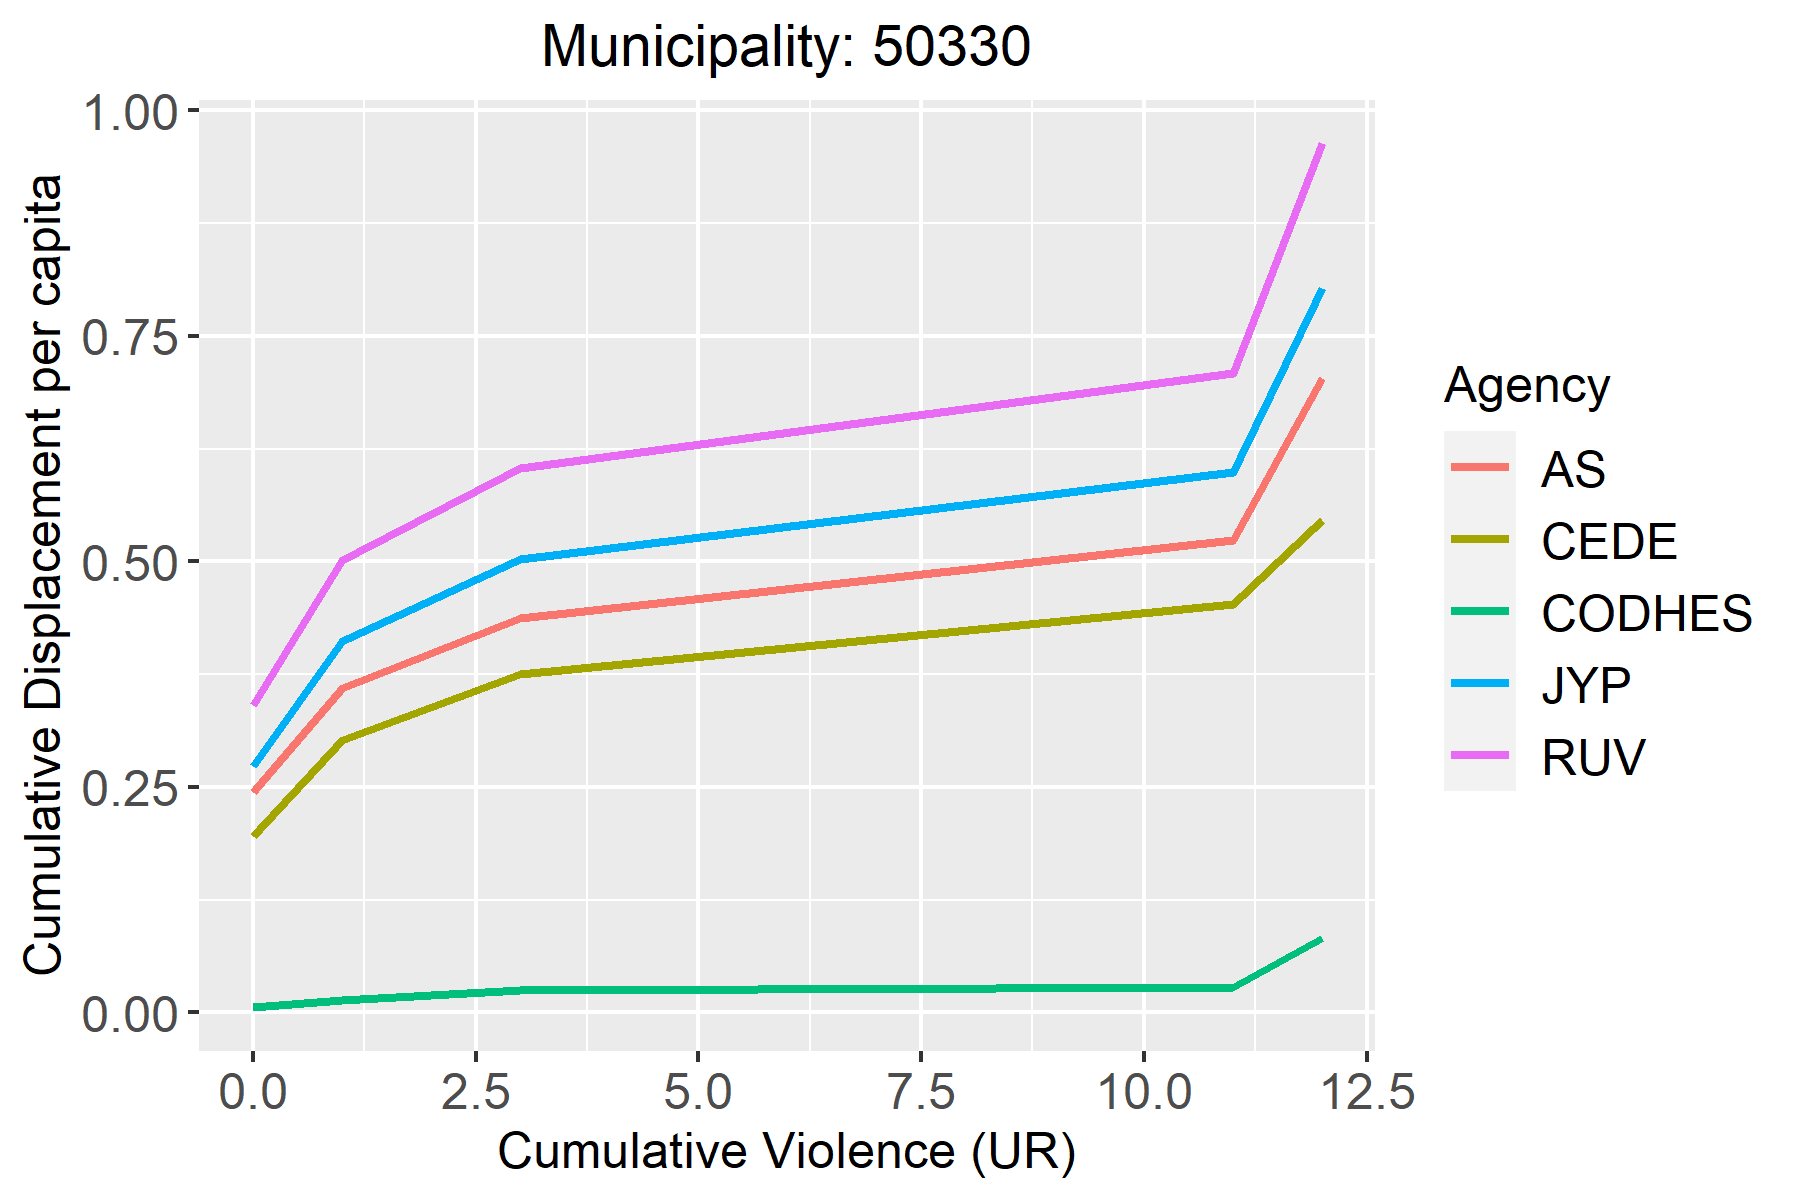 Municipality: 50330
1.00
0.75
0.50
0.25
0.00
Cumulative Displacement per capita
0.0 2.5 5.0 7.5 10.0 12.5
Cumulative Violence (UR)
Agency
AS
CEDE
CODHES
JYP
RUV